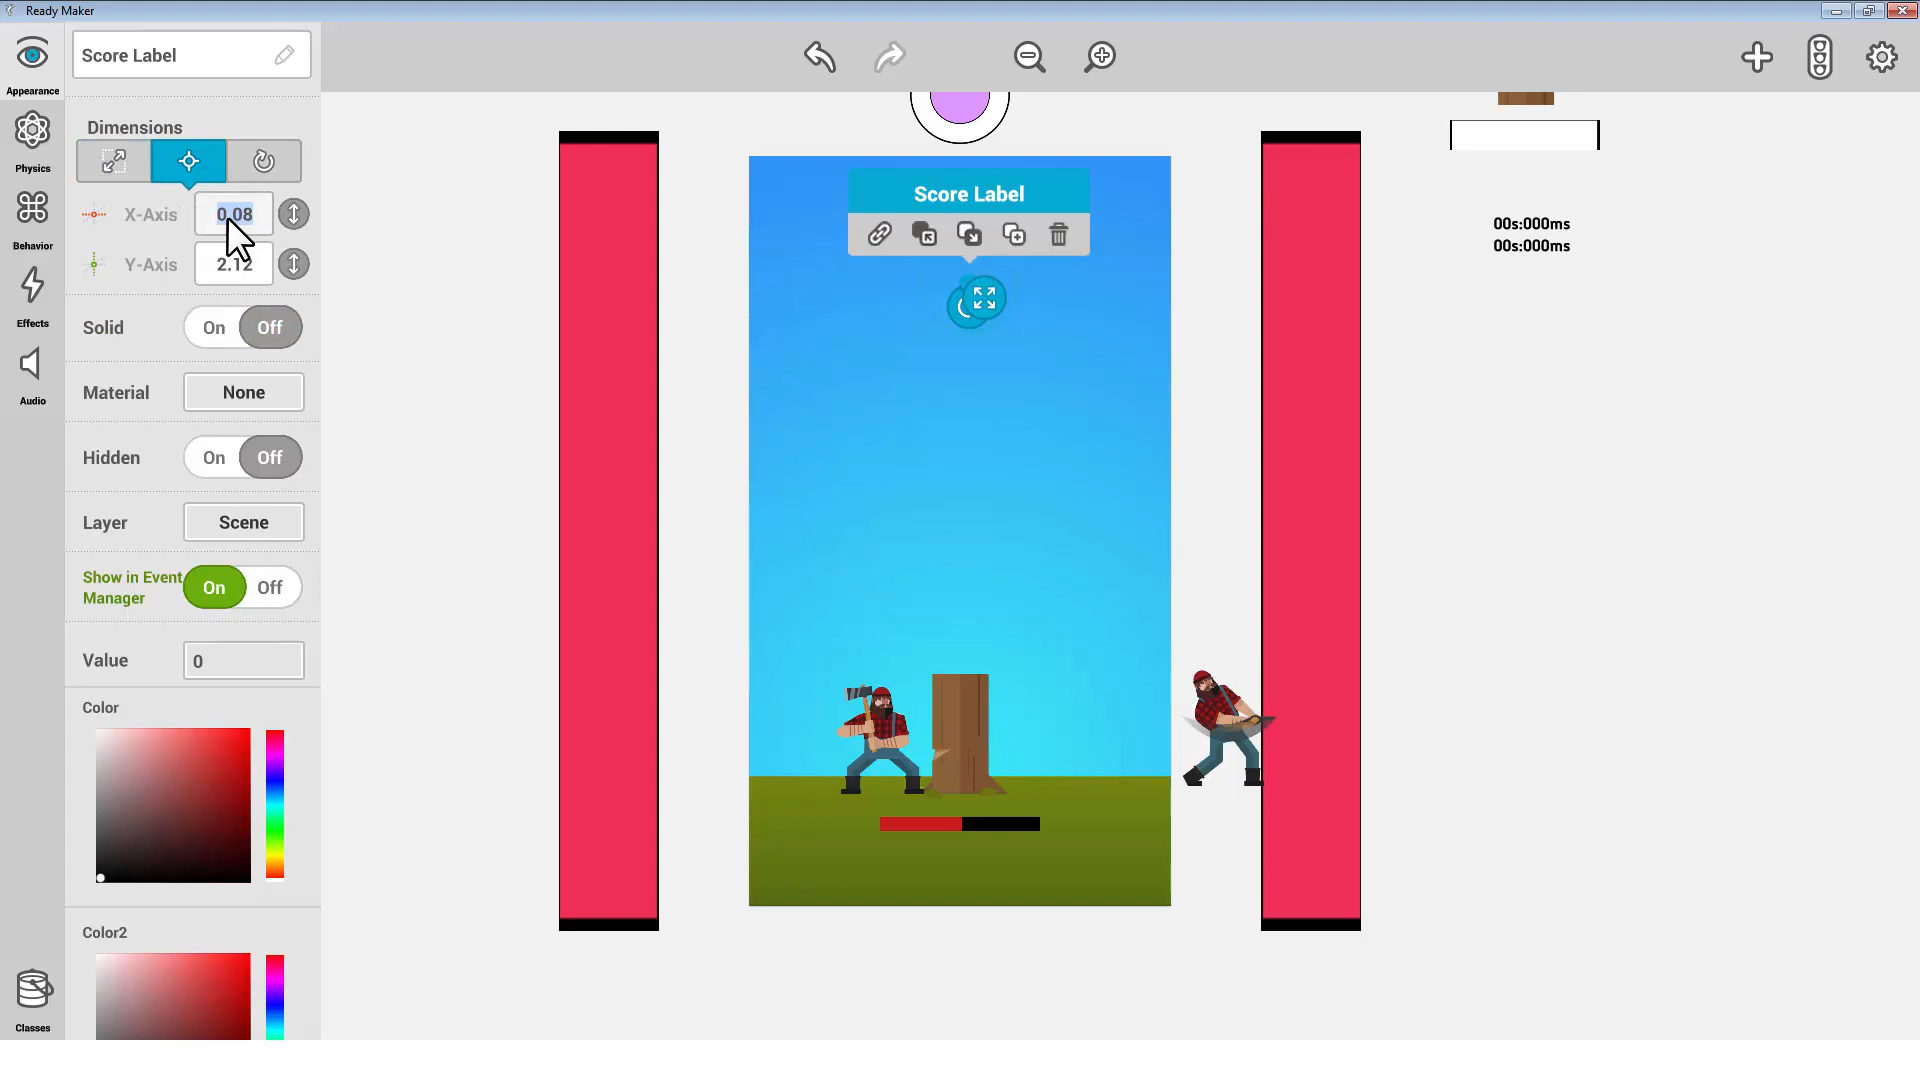 Ready Maker
Appearance
Physics
Behavior
Effects
Audio
Classes
Score Label
Dimensions
X-Axis 0.08
Y-Axis 2.12
Solid On Off
Material None
Hidden On Off
Layer Scene
Show in Event
Manager On Off
Value 0
Color
Color2
Score Label
00s:000ms
00s:000ms